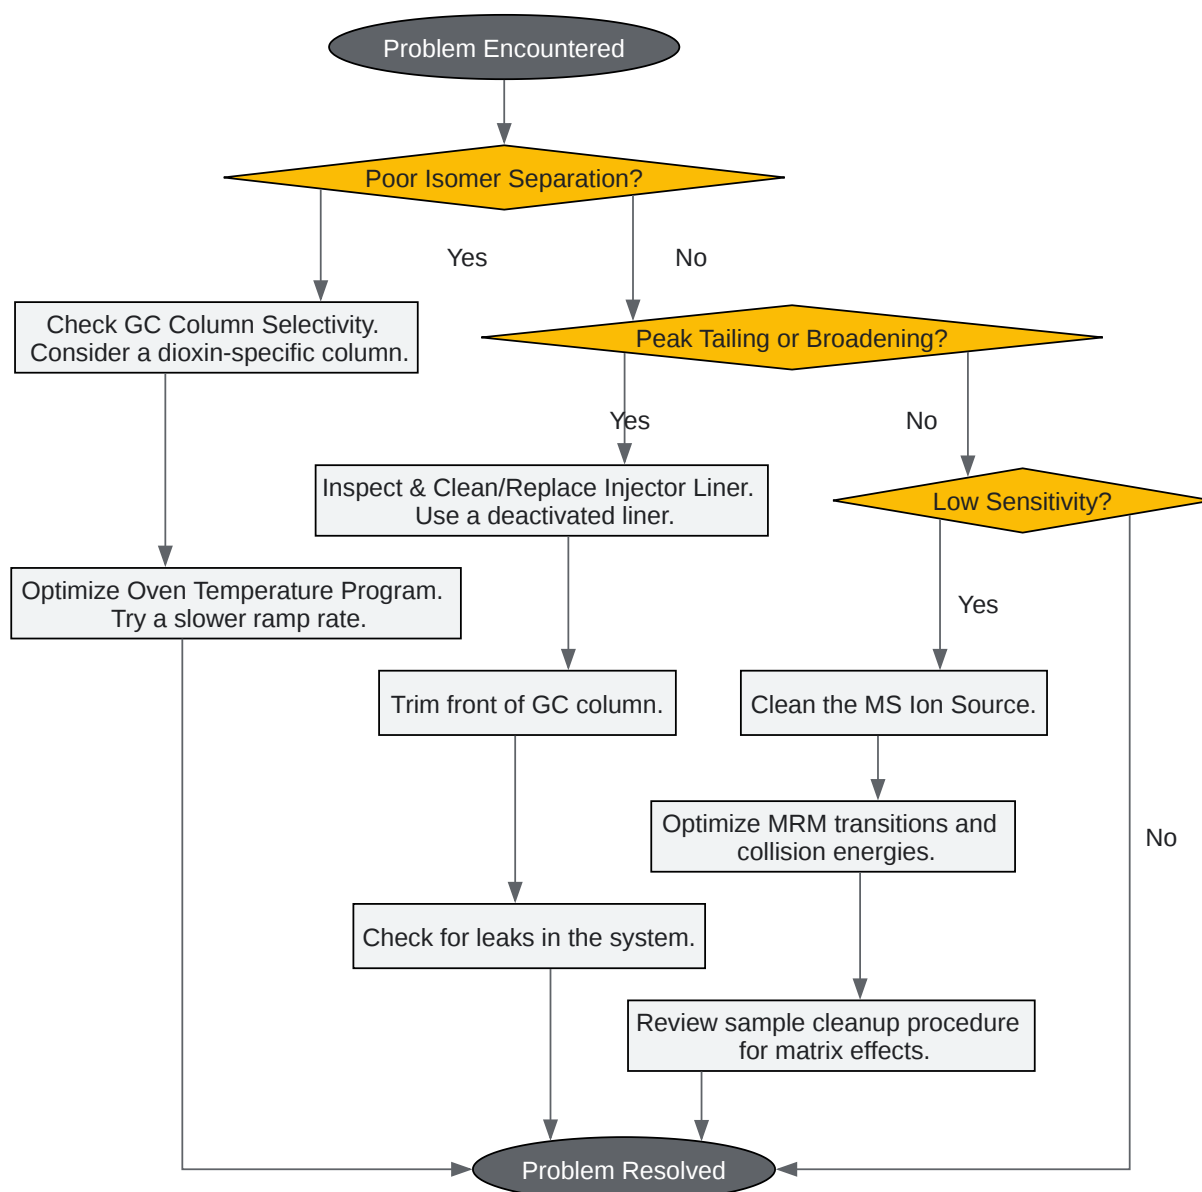 Problem Encountered
Poor Isomer Separation?
Yes
No
Check GC Column Selectivity.
Consider a dioxin-specific column.
Peak Tailing or Broadening?
Yes
No
Inspect & Clean/Replace Injector Liner.
Use a deactivated liner.
Low Sensitivity?
Optimize Oven Temperature Program.
Try a slower ramp rate.
Yes
Trim front of GC column.
Clean the MS Ion Source.
Optimize MRM transitions and
collision energies.
No
Check for leaks in the system.
Review sample cleanup procedure
for matrix effects.
Problem Resolved